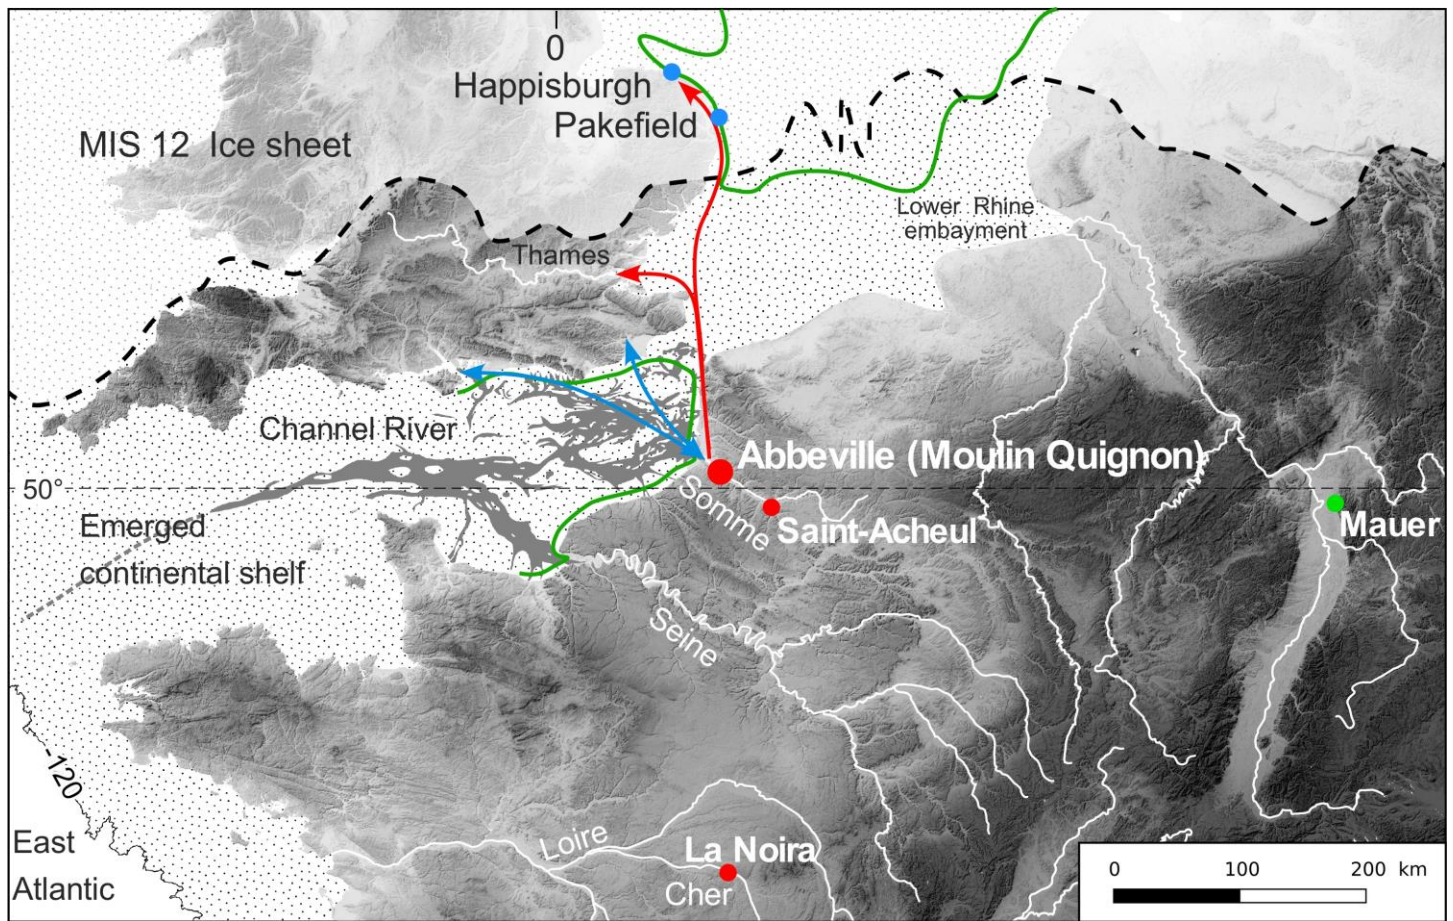 0
Happisburgh
Pakefield
MIS 12 Ice sheet
Lower Rhine
embayment
Thames
Channel River
Abbeville (Moulin Quignon)
50°
Somme
Saint-Acheul
Mauer
Emerged
continental shelf
Seine
-120
East
Atlantic
Loire
La Noira
Cher
0 100 200 km